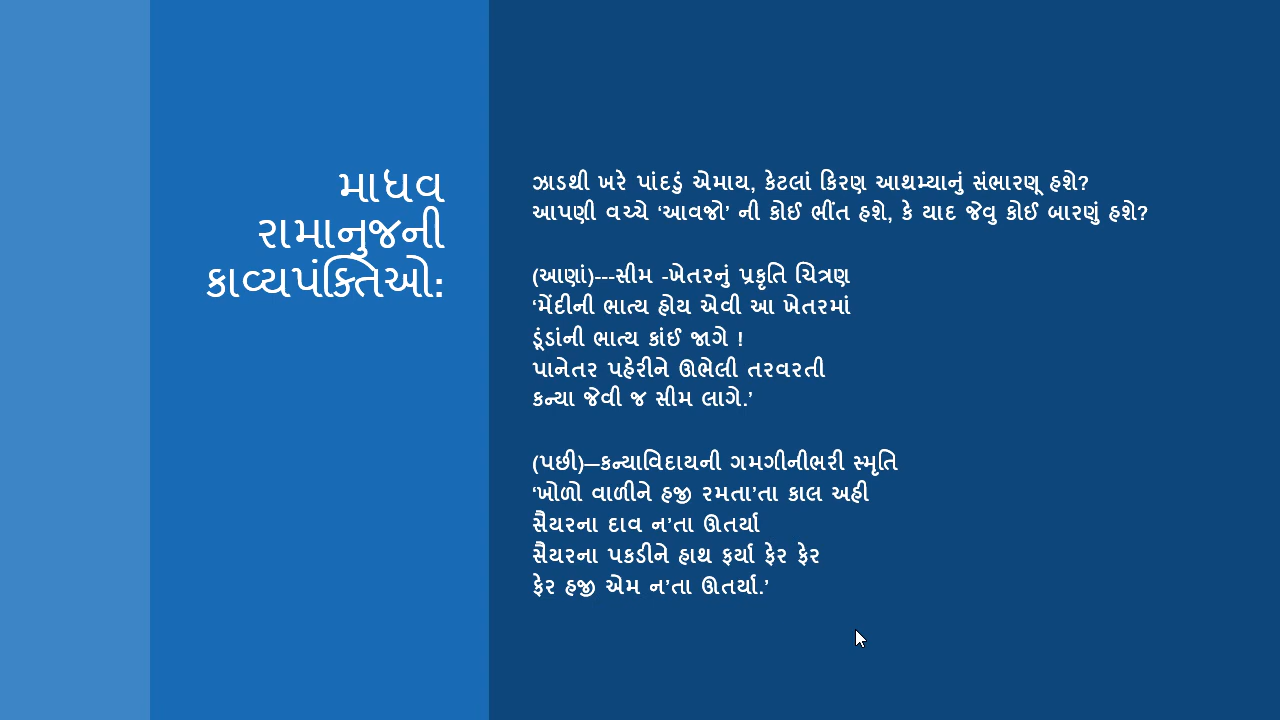 માધવ
રામાનુજની
કાવ્યપંક્તિઓ:
ઝાડથી ખરે પાંદડું એમાય, કેટલાં કિરણ આથમ્યાનું સંભારણૂ હશે?
આપણી વચ્ચે ‘આવજો’ ની કોઈ ભીંત હશે, કે યાદ જેવુ કોઈ બારણું હશે?
(આણાં)---સીમ -ખેતરનું પ્રકૃતિ ચિત્રણ
‘મેંદીની ભાત્ય હોય એવી આ ખેતરમાં
ડૂંડાંની ભાત્ય કાંઈ જાગે !
પાનેતર પહેરીને ઊભેલી તરવરતી
કન્યા જેવી જ સીમ લાગે.’
(પછી)—કન્યાવિદાયની ગમગીનીભરી સ્મૃતિ
‘ખોળો વાળીને હજી રમતા’તા કાલ અહી
સૈયરના દાવ ન’તા ઊતર્યા
સૈયરના પકડીને હાથ ફર્યા ફેર ફેર
ફેર હજી એમ ન’તા ઊતર્યા.’